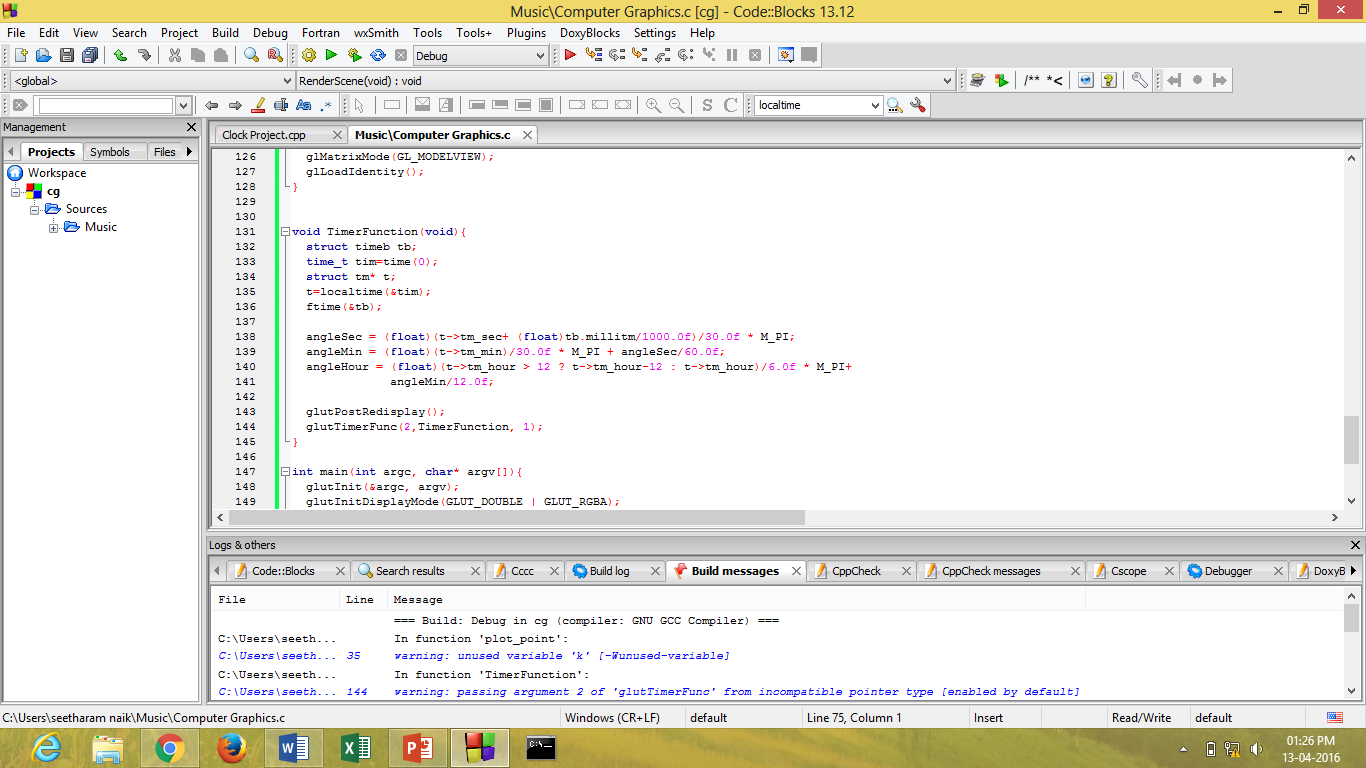 Music\Computer Graphics.c [cg] - Code::Blocks 13.12
File Edit View Search Project Build Debug Fortran wxSmith Tools Tools+ Plugins DoxyBlocks Settings Help
Debug
<global> RenderScene(void) : void /** *<
Aa .* S C localtime
Management
Projects Symbols Files
Workspace
cg
Sources
Music
Clock Project.cpp Music\Computer Graphics.c
126 glMatrixMode(GL_MODELVIEW);
127 glLoadIdentity();
128 }
129
130
131 void TimerFunction(void){
132 struct timeb tb;
133 time_t tim=time(0);
134 struct tm* t;
135 t=localtime(&tim);
136 ftime(&tb);
137
138 angleSec = (float)(t->tm_sec+ (float)tb.millitm/1000.0f)/30.0f * M_PI;
139 angleMin = (float)(t->tm_min)/30.0f * M_PI + angleSec/60.0f;
140 angleHour = (float)(t->tm_hour > 12 ? t->tm_hour-12 : t->tm_hour)/6.0f * M_PI+
141 angleMin/12.0f;
142
143 glutPostRedisplay();
144 glutTimerFunc(2,TimerFunction, 1);
145 }
146
147 int main(int argc, char* argv[]){
148 glutInit(&argc, argv);
149 glutInitDisplayMode(GLUT_DOUBLE | GLUT_RGBA);
Logs & others
Code::Blocks Search results Cccc Build log Build messages CppCheck CppCheck messages Cscope Debugger DoxyB
File Line Message
=== Build: Debug in cg (compiler: GNU GCC Compiler) ===
C:\Users\seeth... In function 'plot_point':
C:\Users\seeth... 35 warning: unused variable 'k' [-Wunused-variable]
C:\Users\seeth... In function 'TimerFunction':
C:\Users\seeth... 144 warning: passing argument 2 of 'glutTimerFunc' from incompatible pointer type [enabled by default]
C:\Users\seetharam naik\Music\Computer Graphics.c Windows (CR+LF) default Line 75, Column 1 Insert Read/Write default
C:\_
01:26 PM
13-04-2016